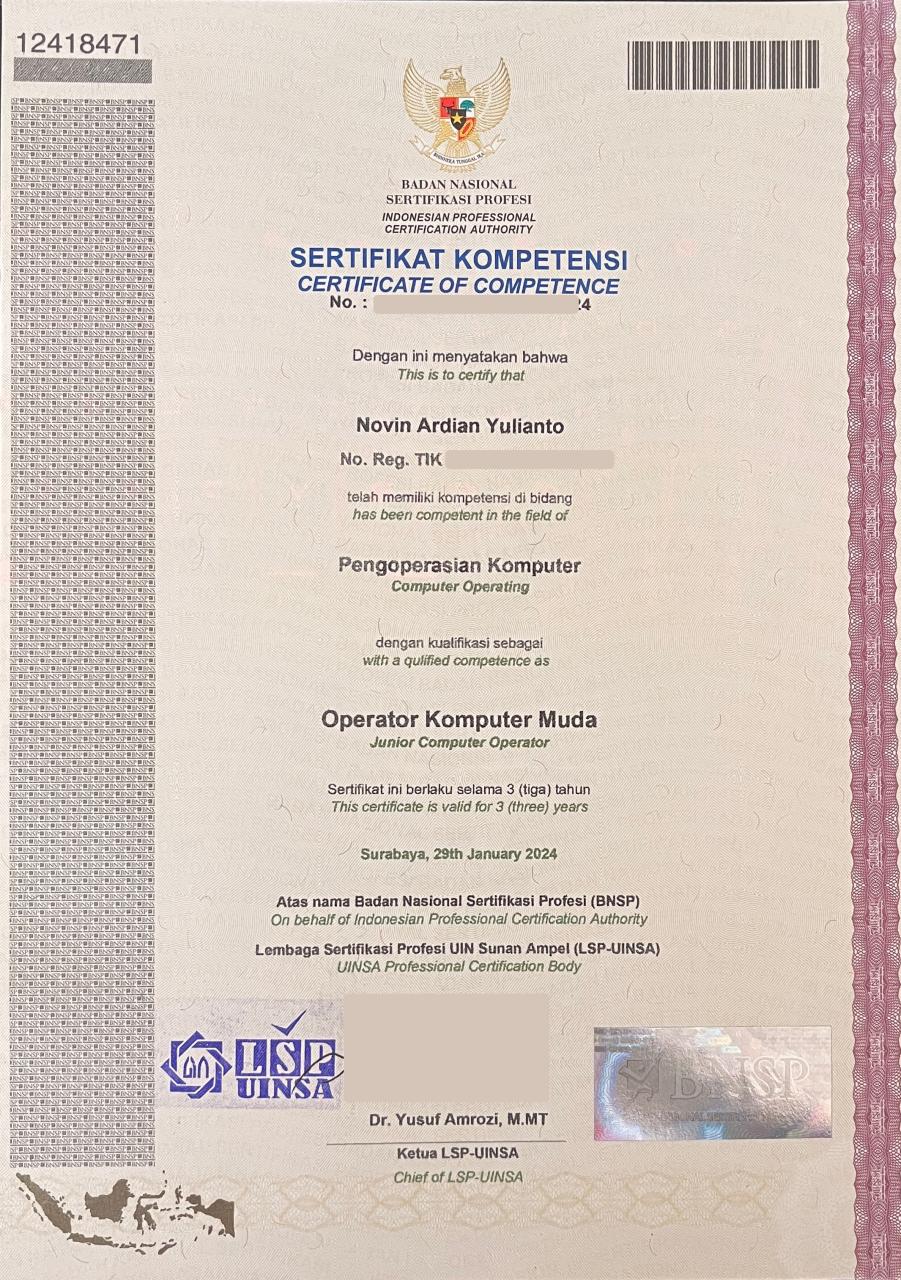 12418471
BADAN NASIONAL
SERTIFIKASI PROFESI
INDONESIAN PROFESSIONAL
CERTIFICATION AUTHORITY
SERTIFIKAT KOMPETENSI
CERTIFICATE OF COMPETENCE
No. : 24
Dengan ini menyatakan bahwa
This is to certify that
Novin Ardian Yulianto
No. Reg. TIK
telah memiliki kompetensi di bidang
has been competent in the field of
Pengoperasian Komputer
Computer Operating
dengan kualifikasi sebagai
with a qulified competence as
Operator Komputer Muda
Junior Computer Operator
Sertifikat ini berlaku selama 3 (tiga) tahun
This certificate is valid for 3 (three) years
Surabaya, 29th January 2024
Atas nama Badan Nasional Sertifikasi Profesi (BNSP)
On behalf of Indonesian Professional Certification Authority
Lembaga Sertifikasi Profesi UIN Sunan Ampel (LSP-UINSA)
UINSA Professional Certification Body
LSP
UINSA
BNSP
Dr. Yusuf Amrozi, M.MT
Ketua LSP-UINSA
Chief of LSP-UINSA